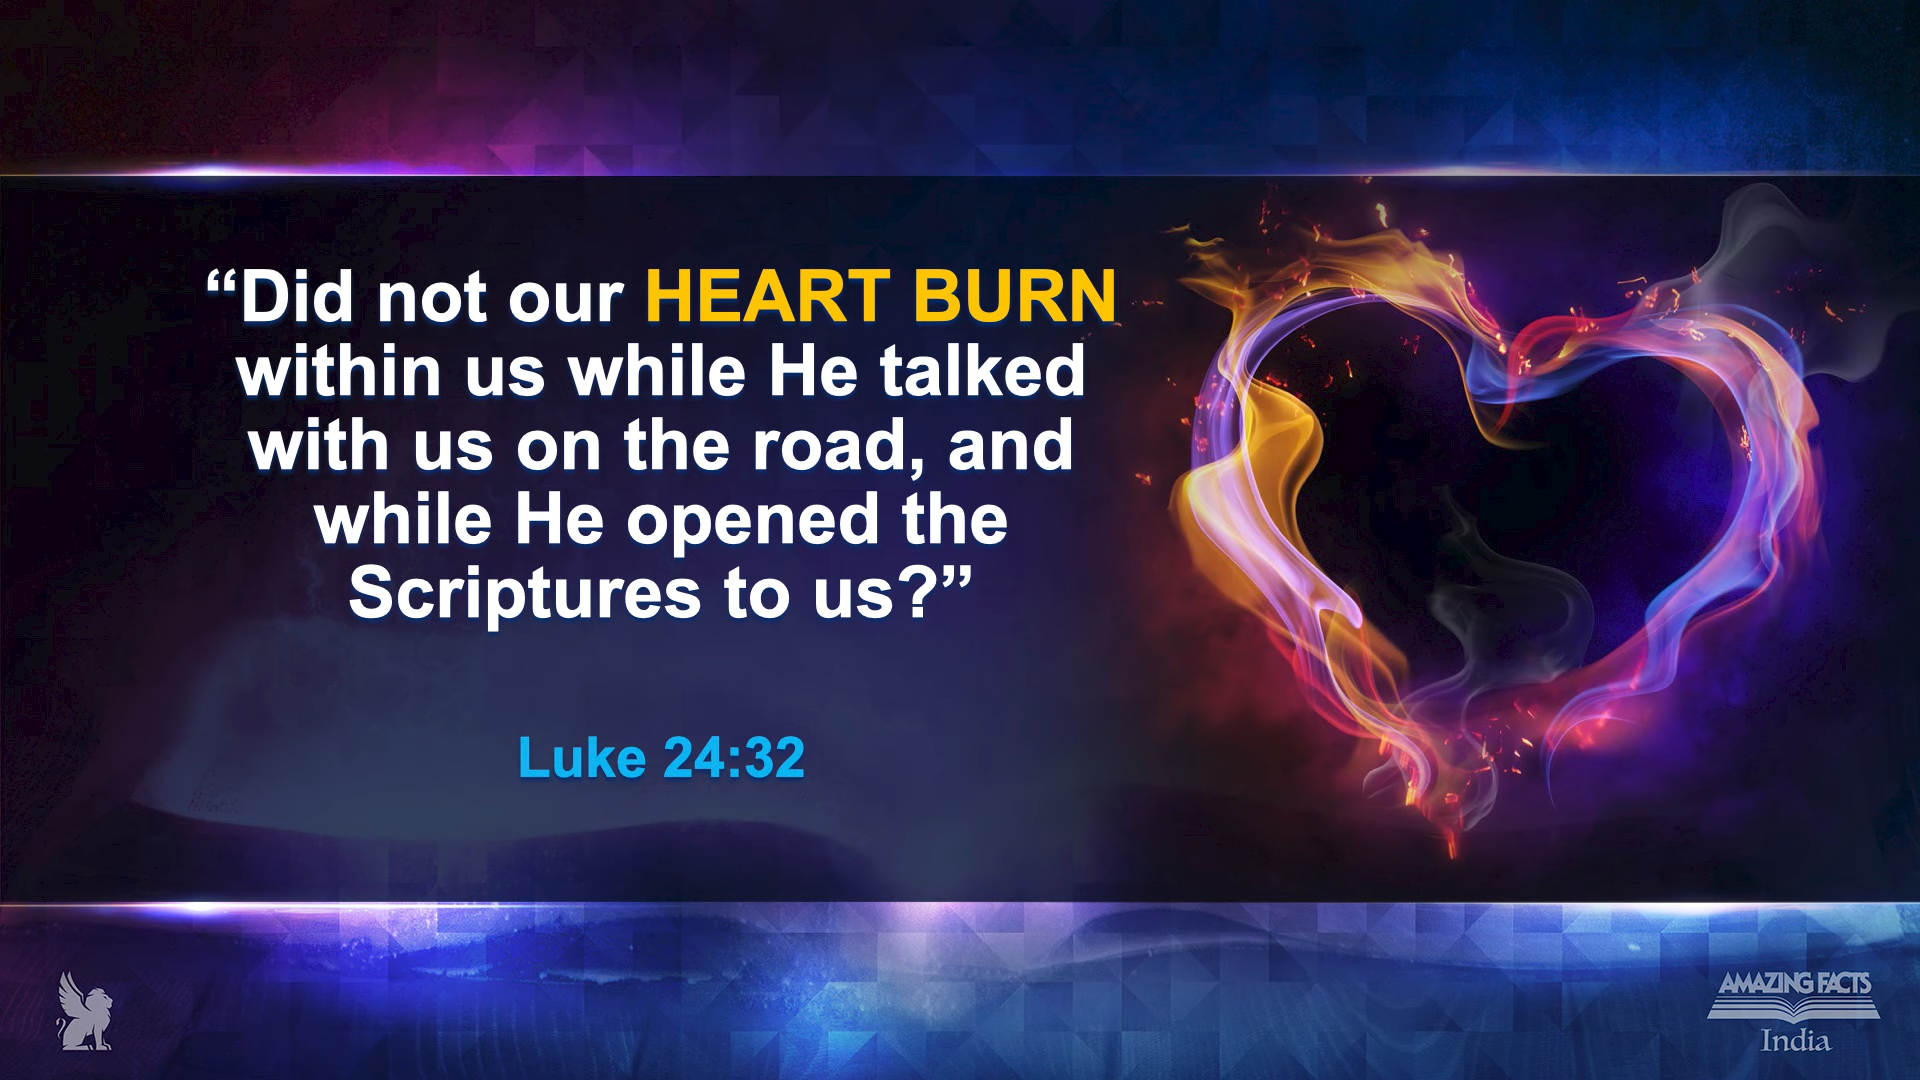 “Did not our HEART BURN
within us while He talked
with us on the road, and
while He opened the
Scriptures to us?”
Luke 24:32
AMAZING FACTS
India